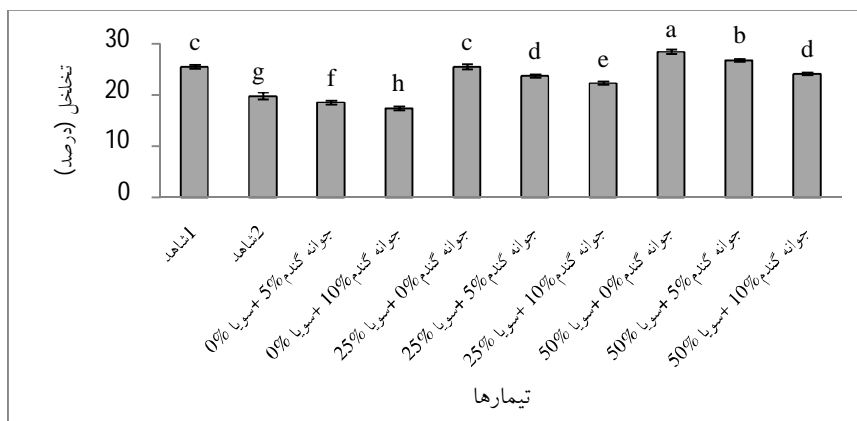 تخلخل (درصد)
30
20
10
0
c
g
f
h
c
d
e
a
b
d
شاهد1
شاهد2
جوانه گندم5% +سویا 0%
جوانه گندم10% +سویا 0%
جوانه گندم0% +سویا 25%
جوانه گندم5% +سویا 25%
جوانه گندم10% +سویا 25%
جوانه گندم0% +سویا 50%
جوانه گندم5% +سویا 50%
جوانه گندم10% +سویا 50%
تیمارها